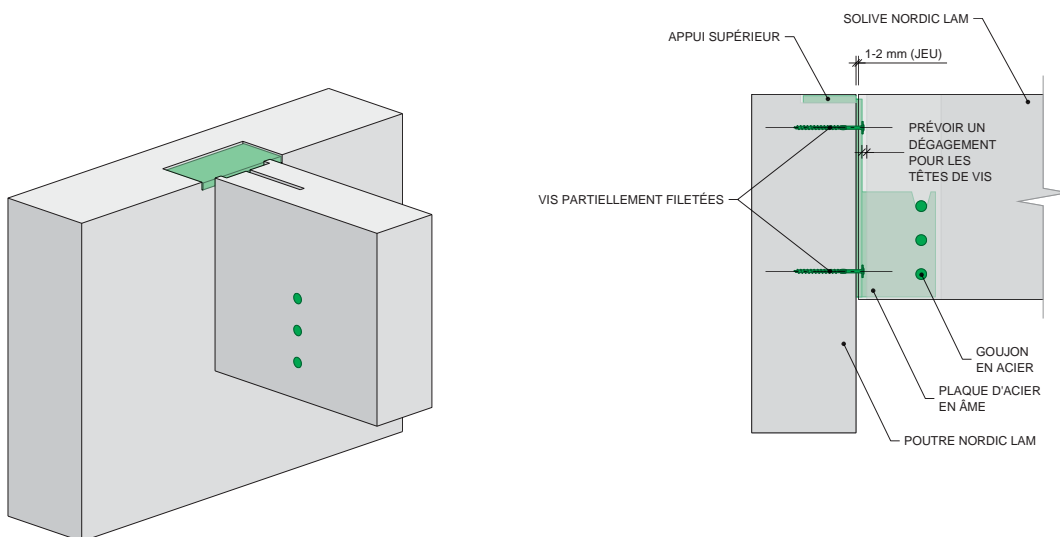 SOLIVE NORDIC LAM
APPUI SUPÉRIEUR
1-2 mm (JEU)
PRÉVOIR UN
DÉGAGEMENT
POUR LES
TÊTES DE VIS
VIS PARTIELLEMENT FILETÉES
GOUJON
EN ACIER
PLAQUE D'ACIER
EN ÂME
POUTRE NORDIC LAM